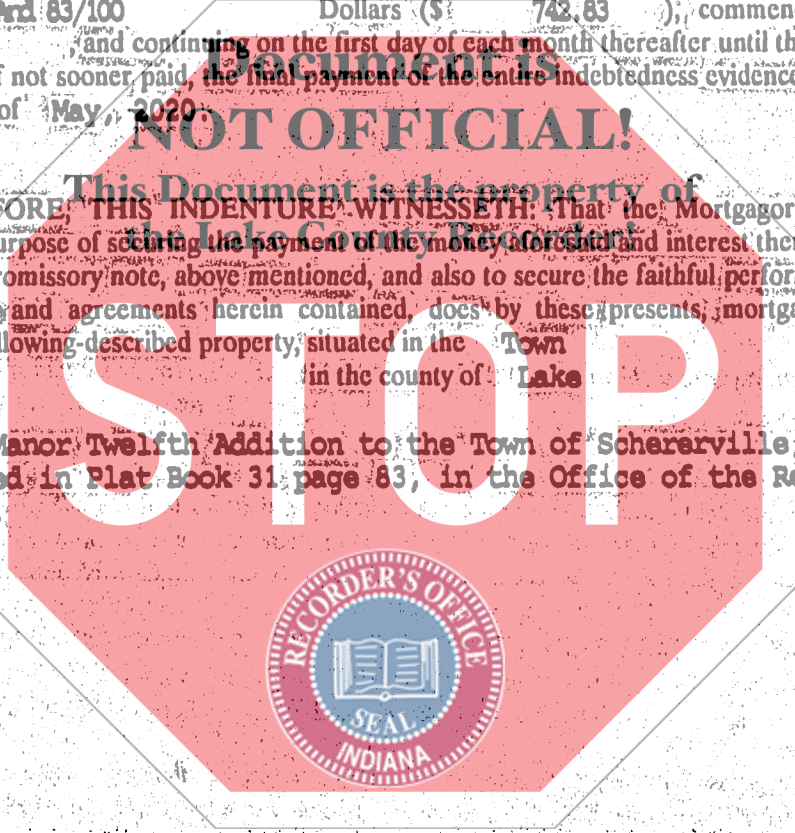 And 83/100 Dollars ($ 742.83 ), commen
, and continuing on the first day of each month thereafter until th
f not sooner paid, the final payment of the entire indebtedness evidence
of May, 2020.
Document is
NOT OFFICIAL!
This Document is the property of
the Lake County Recorder!
FORE, THIS INDENTURE WITNESSETH: That the Mortgagor
urpose of securing the payment of the money aforesaid and interest ther
omissory note, above mentioned, and also to secure the faithful perfor
and agreements herein contained, does by these presents, mortga
llowing-described property, situated in the Town
in the county of Lake
Manor Twelfth Addition to the Town of Schererville,
ed in Plat Book 31 page 83, in the Office of the Re
STOP
RECORDER'S OFFICE
SEAL
INDIANA